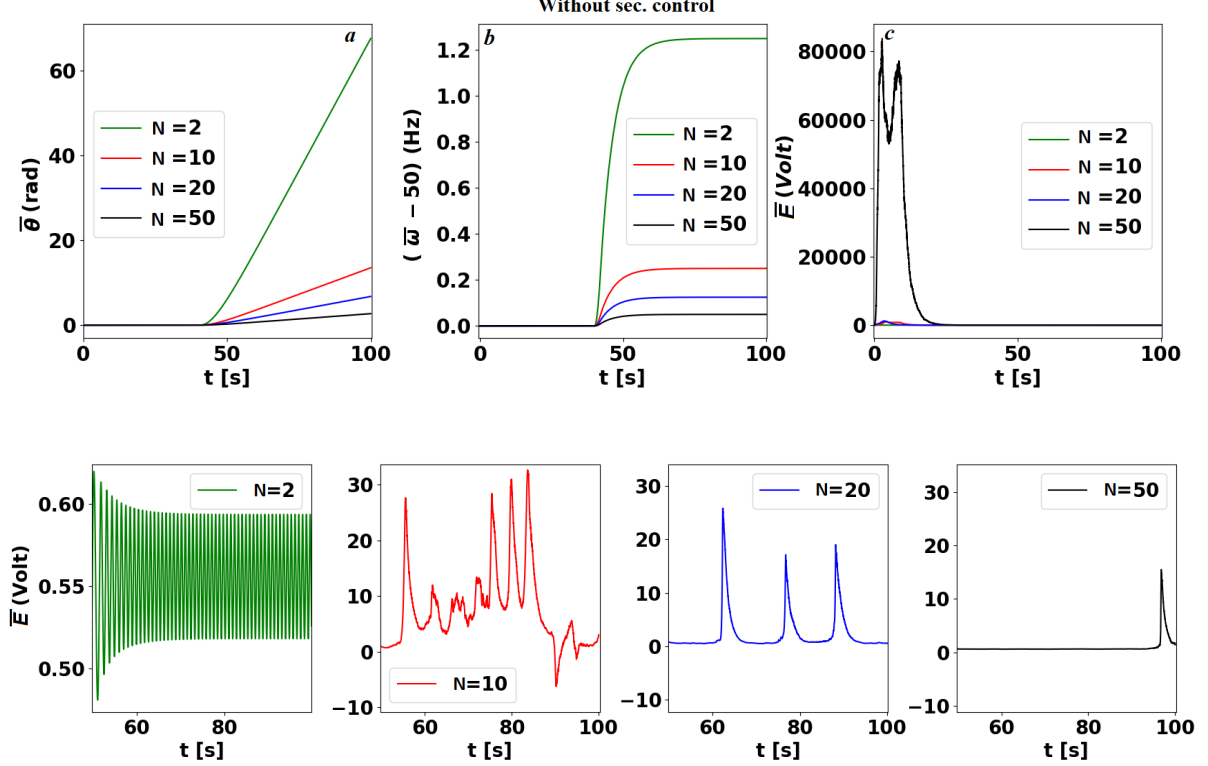 Without sec. control
a
60
40
20
0
0
50
100
θ̅ (rad)
t [s]
N =2
N =10
N =20
N =50
b
1.2
1.0
0.8
0.6
0.4
0.2
0.0
0
50
100
( ω̅ − 50) (Hz)
t [s]
N =2
N =10
N =20
N =50
c
80000
60000
40000
20000
0
0
50
100
E̅ (Volt)
t [s]
N =2
N =10
N =20
N =50
0.60
0.55
0.50
60
80
E̅ (Volt)
t [s]
N=2
30
20
10
0
−10
60
80
100
t [s]
N=10
30
20
10
0
−10
60
80
100
t [s]
N=20
30
20
10
0
−10
60
80
100
t [s]
N=50